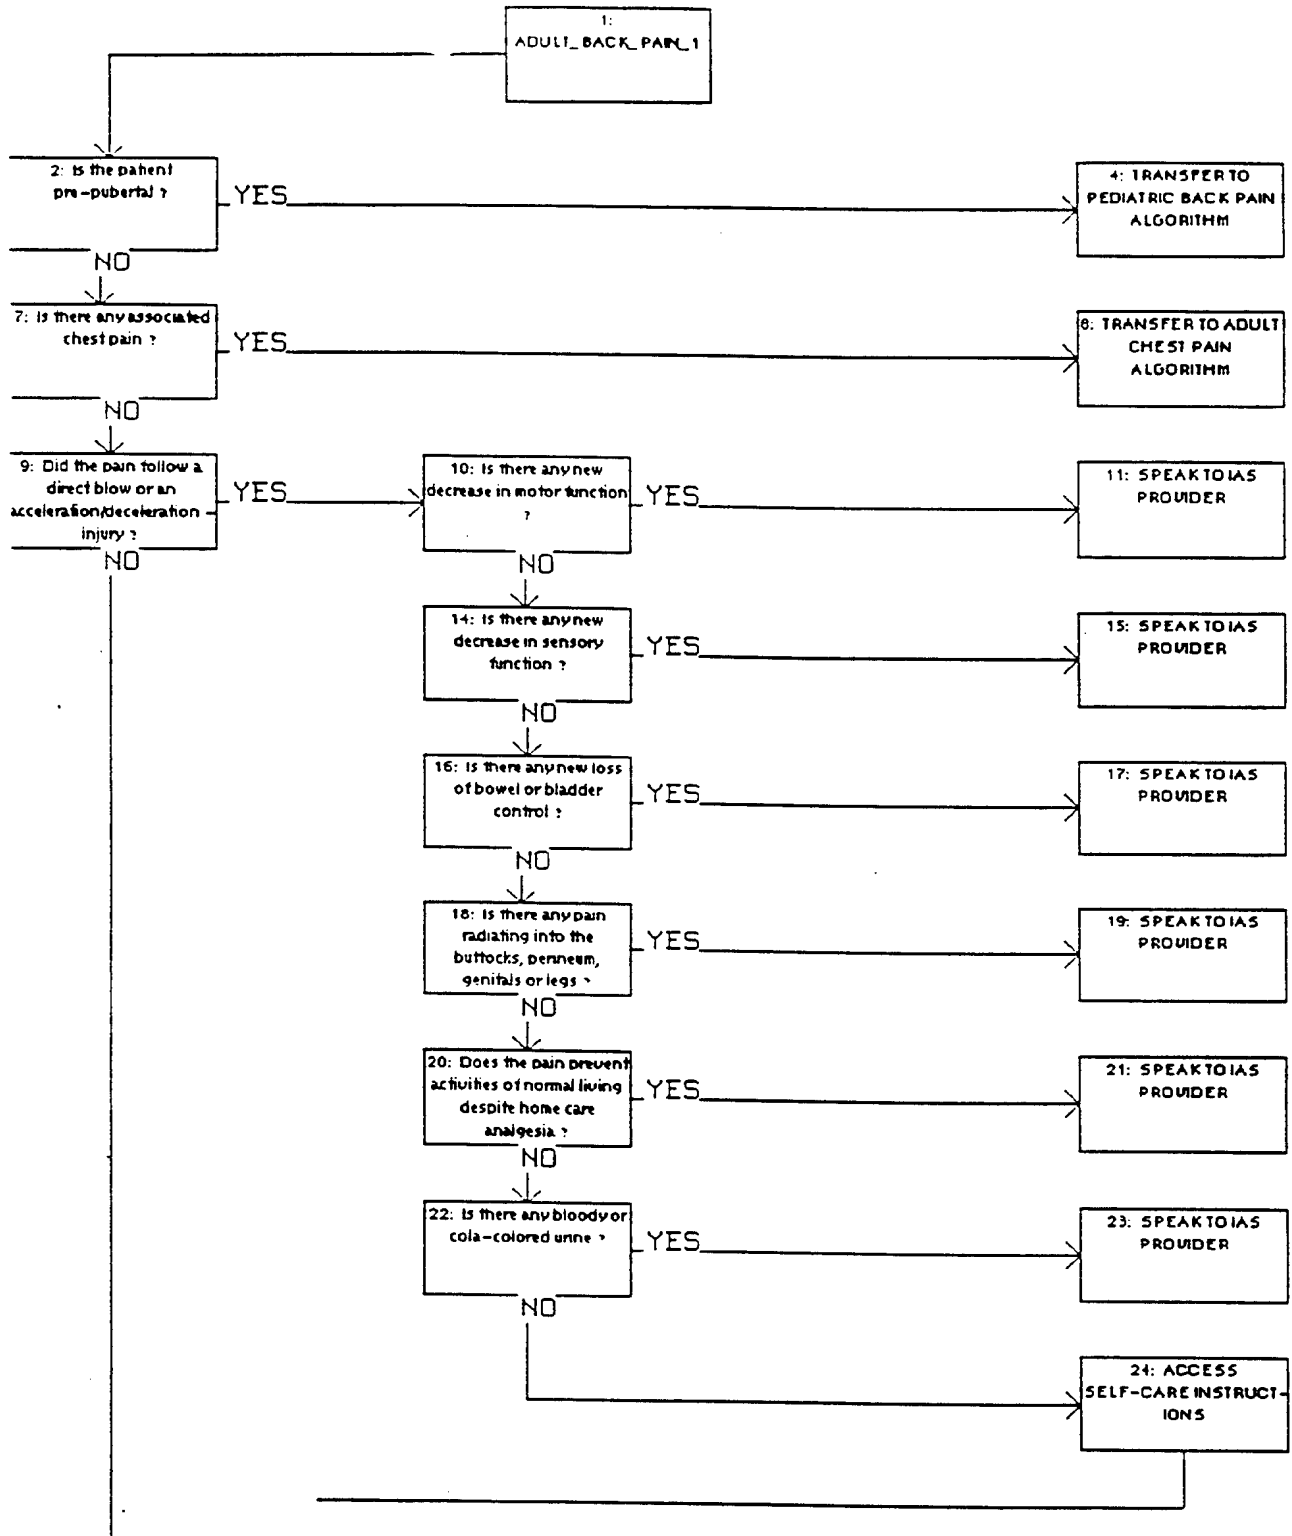 1:
ADULT_BACK_PAIN_1
2: Is the patient
pre-pubertal ?
YES
4: TRANSFER TO
PEDIATRIC BACK PAIN
ALGORITHM
NO
7: Is there any associated
chest pain ?
YES
8: TRANSFER TO ADULT
CHEST PAIN
ALGORITHM
NO
9: Did the pain follow a
direct blow or an
acceleration/deceleration
injury ?
YES
10: Is there any new
decrease in motor function
?
YES
11: SPEAK TO IAS
PROVIDER
NO
NO
14: Is there any new
decrease in sensory
function ?
YES
15: SPEAK TO IAS
PROVIDER
NO
16: Is there any new loss
of bowel or bladder
control ?
YES
17: SPEAK TO IAS
PROVIDER
NO
18: Is there any pain
radiating into the
buttocks, perineum,
genitals or legs ?
YES
19: SPEAK TO IAS
PROVIDER
NO
20: Does the pain prevent
activities of normal living
despite home care
analgesia ?
YES
21: SPEAK TO IAS
PROVIDER
NO
22: Is there any bloody or
cola-colored urine ?
YES
23: SPEAK TO IAS
PROVIDER
NO
24: ACCESS
SELF-CARE INSTRUCT-
IONS